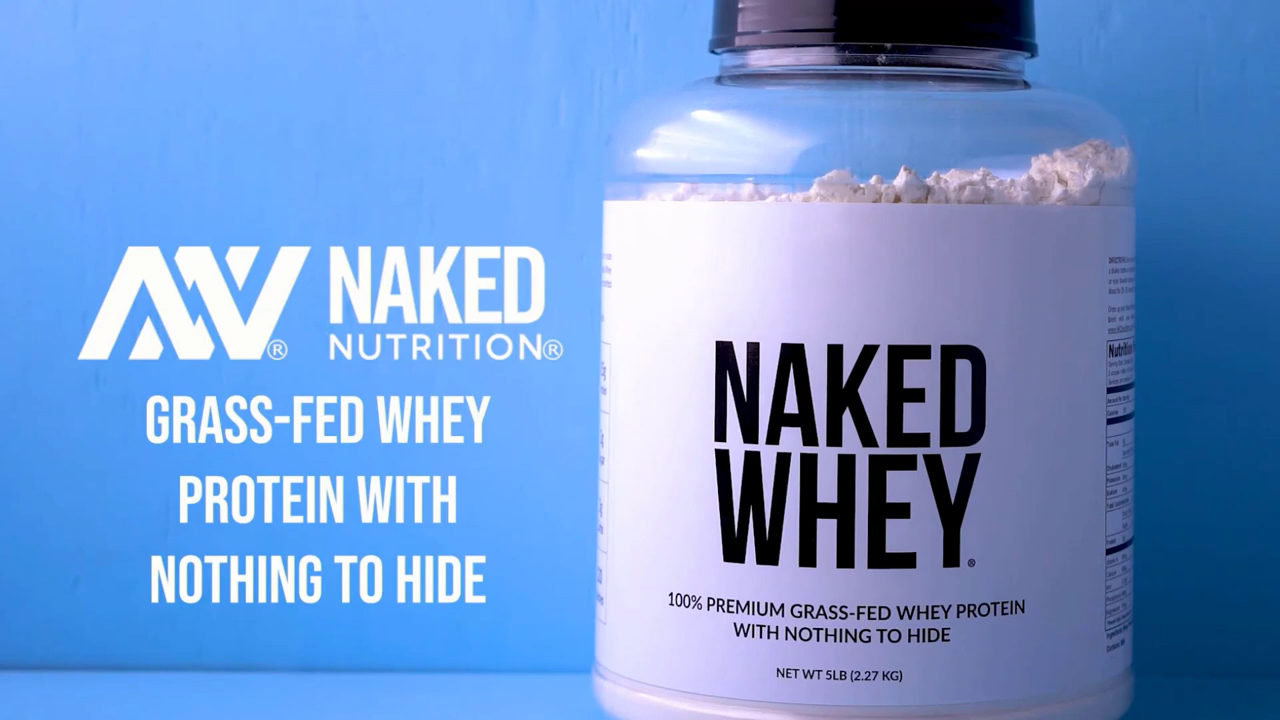 NAKED
NUTRITION®
GRASS-FED WHEY
PROTEIN WITH
NOTHING TO HIDE
NAKED
WHEY®
100% PREMIUM GRASS-FED WHEY PROTEIN
WITH NOTHING TO HIDE
NET WT 5LB (2.27 KG)
Nutrition